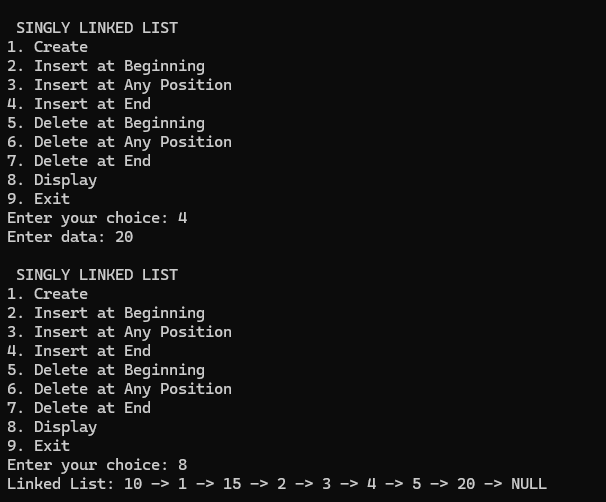 SINGLY LINKED LIST
1. Create
2. Insert at Beginning
3. Insert at Any Position
4. Insert at End
5. Delete at Beginning
6. Delete at Any Position
7. Delete at End
8. Display
9. Exit
Enter your choice: 4
Enter data: 20
SINGLY LINKED LIST
1. Create
2. Insert at Beginning
3. Insert at Any Position
4. Insert at End
5. Delete at Beginning
6. Delete at Any Position
7. Delete at End
8. Display
9. Exit
Enter your choice: 8
Linked List: 10 -> 1 -> 15 -> 2 -> 3 -> 4 -> 5 -> 20 -> NULL